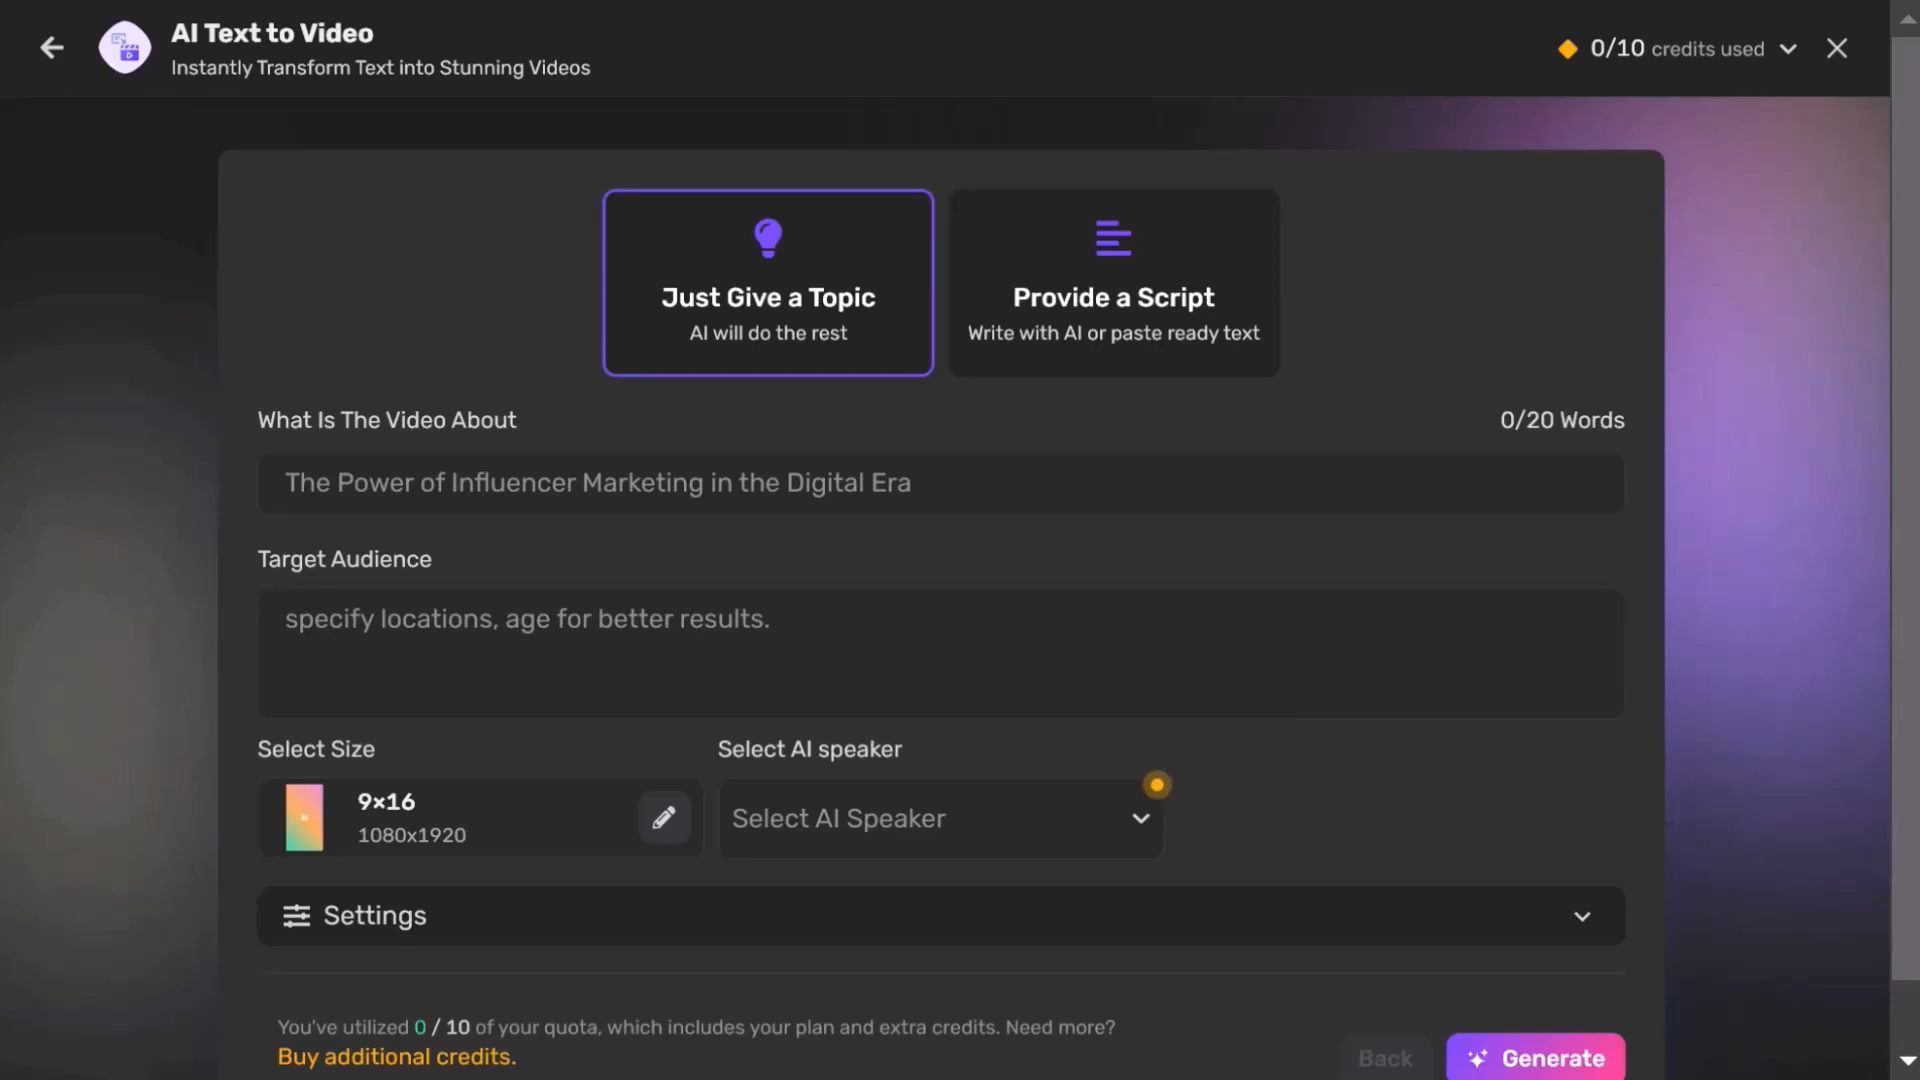 AI Text to Video
Instantly Transform Text into Stunning Videos
0/10 credits used
Just Give a Topic
AI will do the rest
Provide a Script
Write with AI or paste ready text
What Is The Video About
0/20 Words
The Power of Influencer Marketing in the Digital Era
Target Audience
specify locations, age for better results.
Select Size
Select AI speaker
9×16
1080x1920
Select AI Speaker
Settings
You've utilized 0 / 10 of your quota, which includes your plan and extra credits. Need more?
Buy additional credits.
Back
Generate